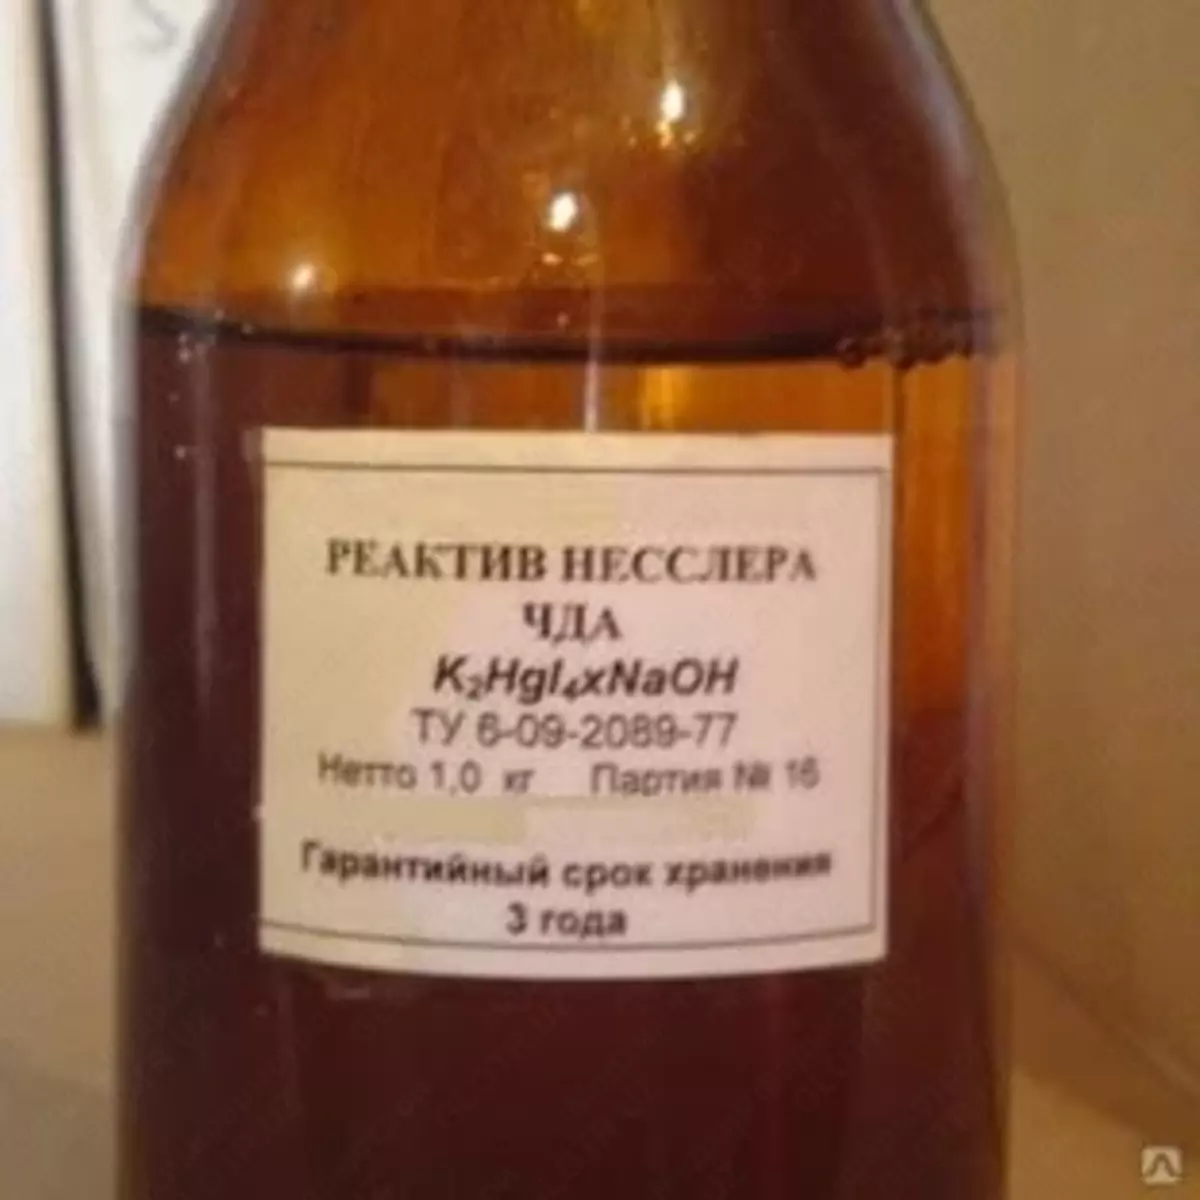 РЕАКТИВ НЕССЛЕРА
ЧДА
K₂HgI₄xNaOH
ТУ 6-09-2089-77
Нетто 1,0 кг Партия № 16
Гарантийный срок хранения
3 года